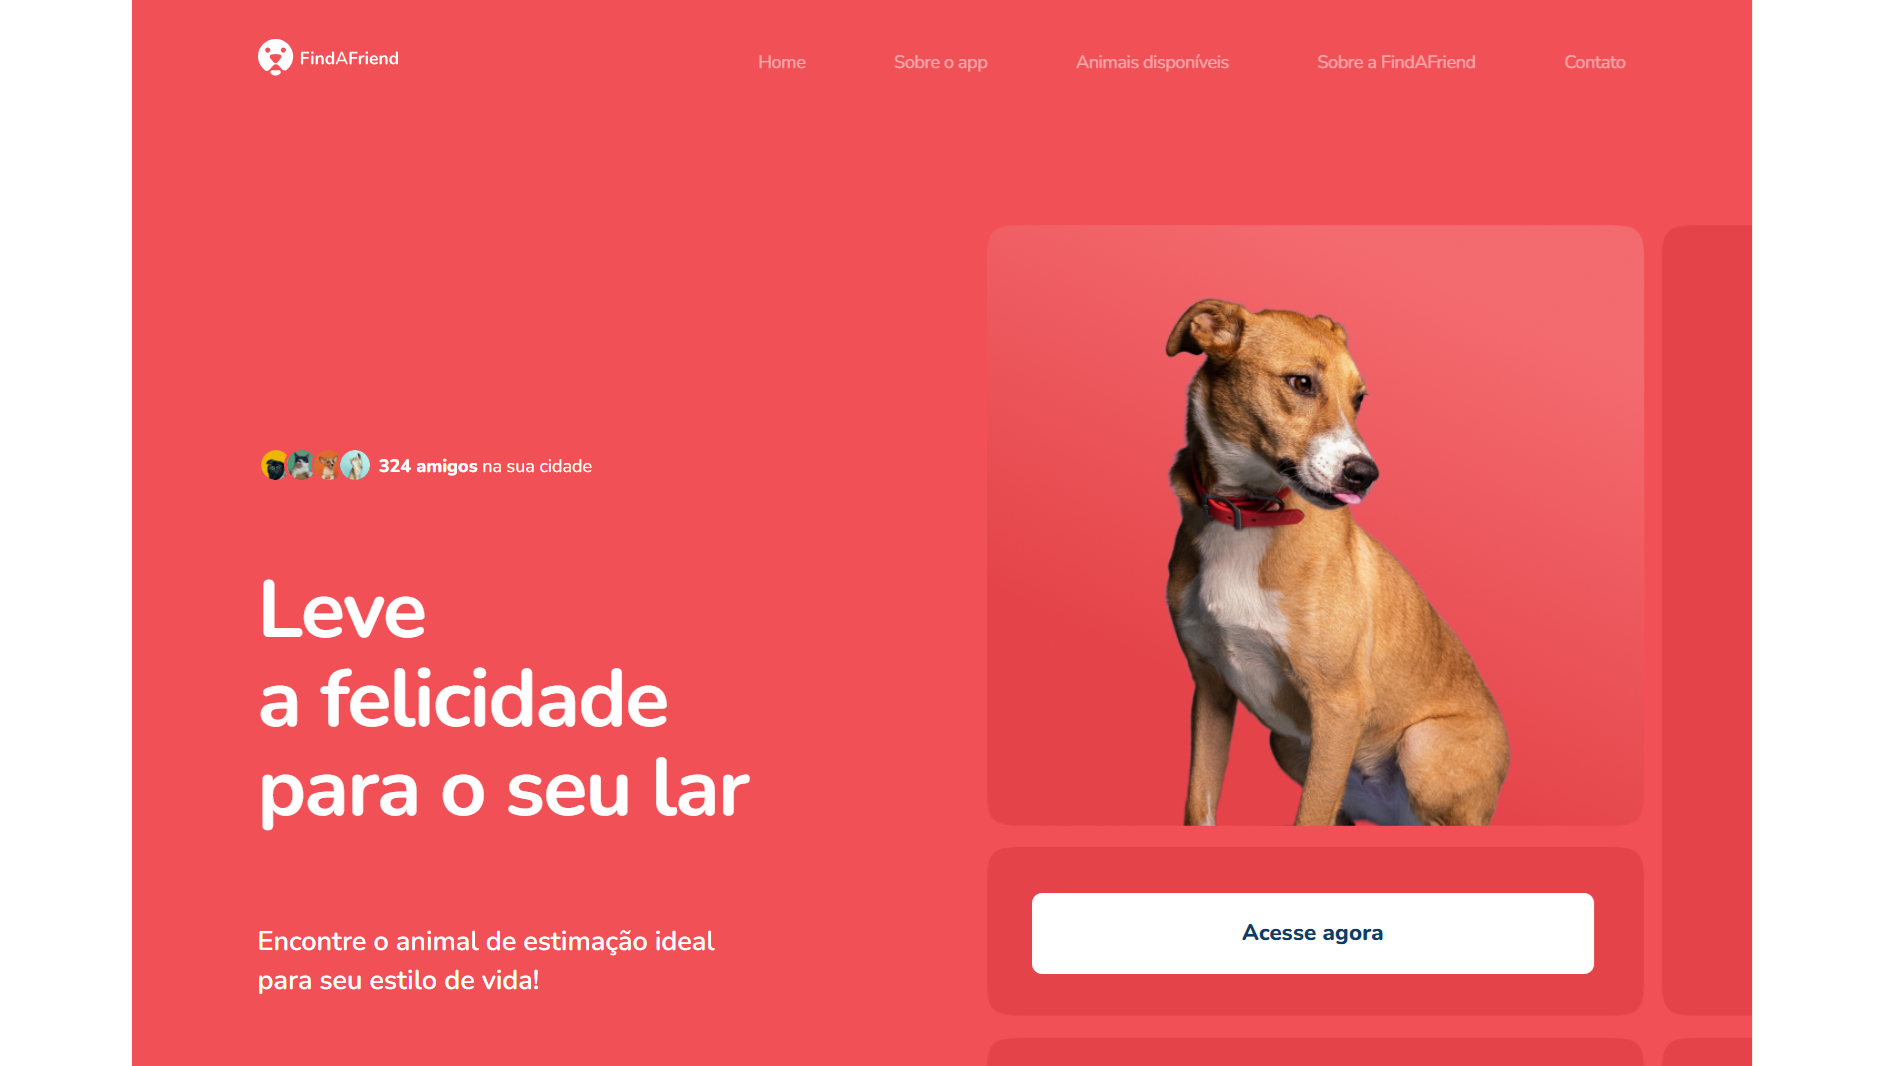 FindAFriend
Home
Sobre o app
Animais disponíveis
Sobre a FindAFriend
Contato
324 amigos na sua cidade
Leve
a felicidade
para o seu lar
Encontre o animal de estimação ideal
para seu estilo de vida!
Acesse agora